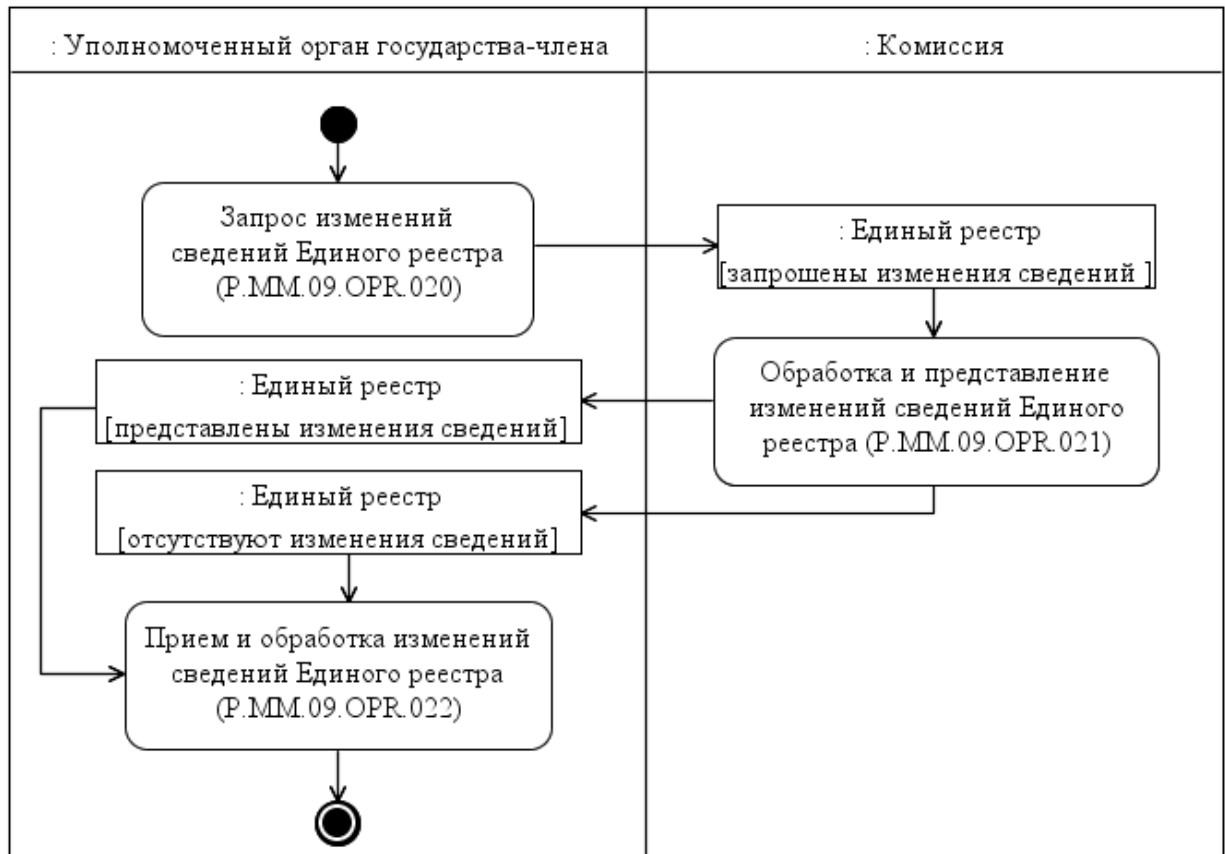 : Уполномоченный орган государства-члена
: Комиссия
Запрос изменений
сведений Единого реестра
(P.MM.09.OPR.020)
: Единый реестр
[запрошены изменения сведений ]
Обработка и представление
изменений сведений Единого
реестра (P.MM.09.OPR.021)
: Единый реестр
[представлены изменения сведений]
: Единый реестр
[отсутствуют изменения сведений]
Прием и обработка изменений
сведений Единого реестра
(P.MM.09.OPR.022)